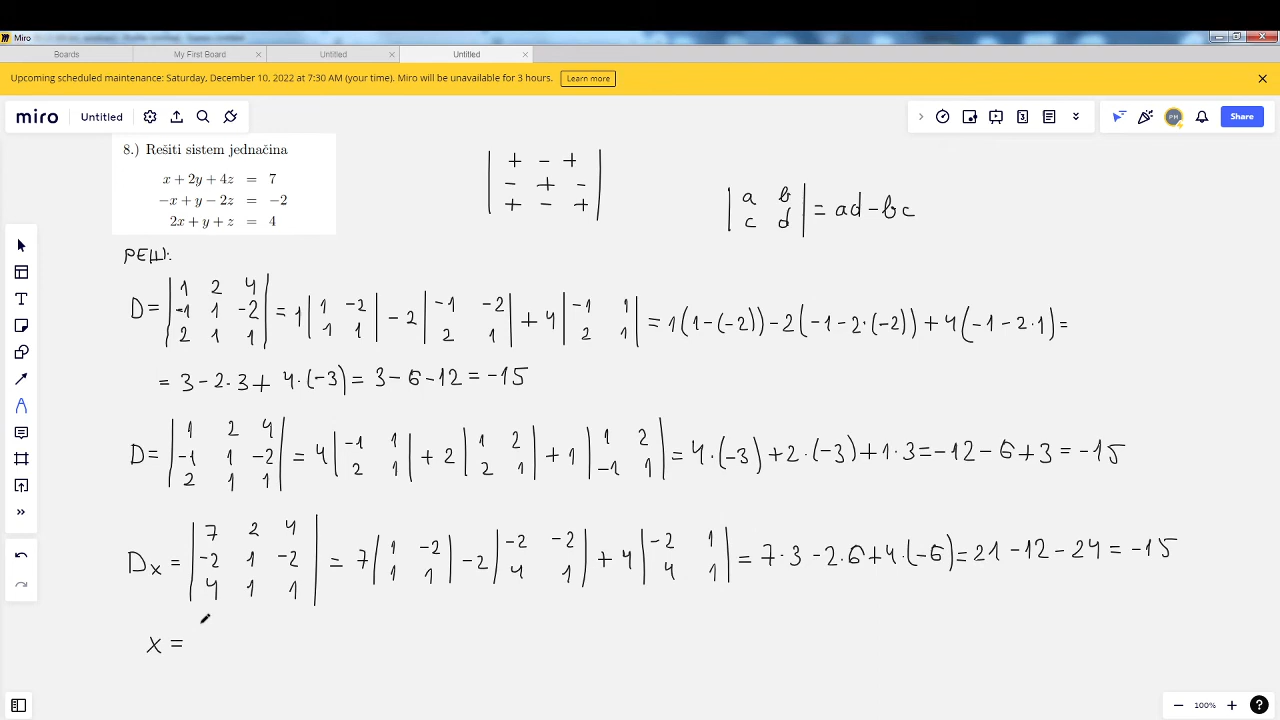 Miro
Boards My First Board Untitled Untitled
Upcoming scheduled maintenance: Saturday, December 10, 2022 at 7:30 AM (your time). Miro will be unavailable for 3 hours. Learn more
miro Untitled 3 PM Share
8.) Rešiti sistem jednačina
x + 2y + 4z = 7
−x + y − 2z = −2
2x + y + z = 4
| + − + |
| − + − |
| + − + |
| a b |
| c d | = ad − bc
РЕШ:
D = | 1 2 4 ; -1 1 -2 ; 2 1 1 | = 1 | 1 -2 ; 1 1 | − 2 | -1 -2 ; 2 1 | + 4 | -1 1 ; 2 1 | = 1(1-(-2)) − 2(-1-2·(-2)) + 4(-1-2·1) =
= 3 − 2·3 + 4·(-3) = 3 − 6 − 12 = −15
D = | 1 2 4 ; -1 1 -2 ; 2 1 1 | = 4 | -1 1 ; 2 1 | + 2 | 1 2 ; 2 1 | + 1 | 1 2 ; -1 1 | = 4·(-3) + 2·(-3) + 1·3 = −12 − 6 + 3 = −15
Dx = | 7 2 4 ; -2 1 -2 ; 4 1 1 | = 7 | 1 -2 ; 1 1 | − 2 | -2 -2 ; 4 1 | + 4 | -2 1 ; 4 1 | = 7·3 − 2·6 + 4·(-6) = 21 − 12 − 24 = −15
x =
100%